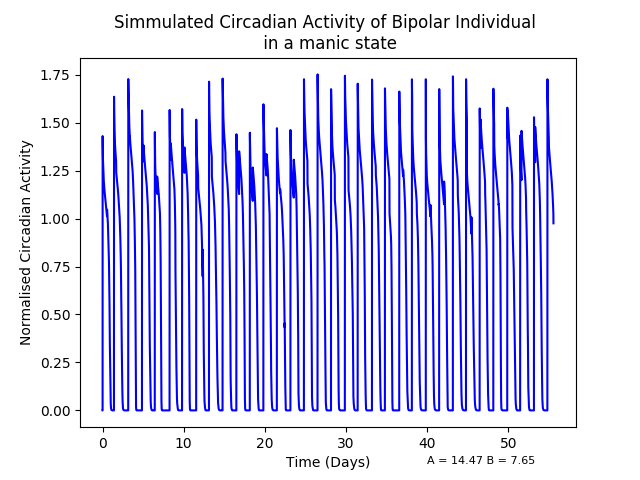 Simmulated Circadian Activity of Bipolar Individual
in a manic state
Normalised Circadian Activity
1.75
1.50
1.25
1.00
0.75
0.50
0.25
0.00
0 10 20 30 40 50
Time (Days)
A = 14.47 B = 7.65